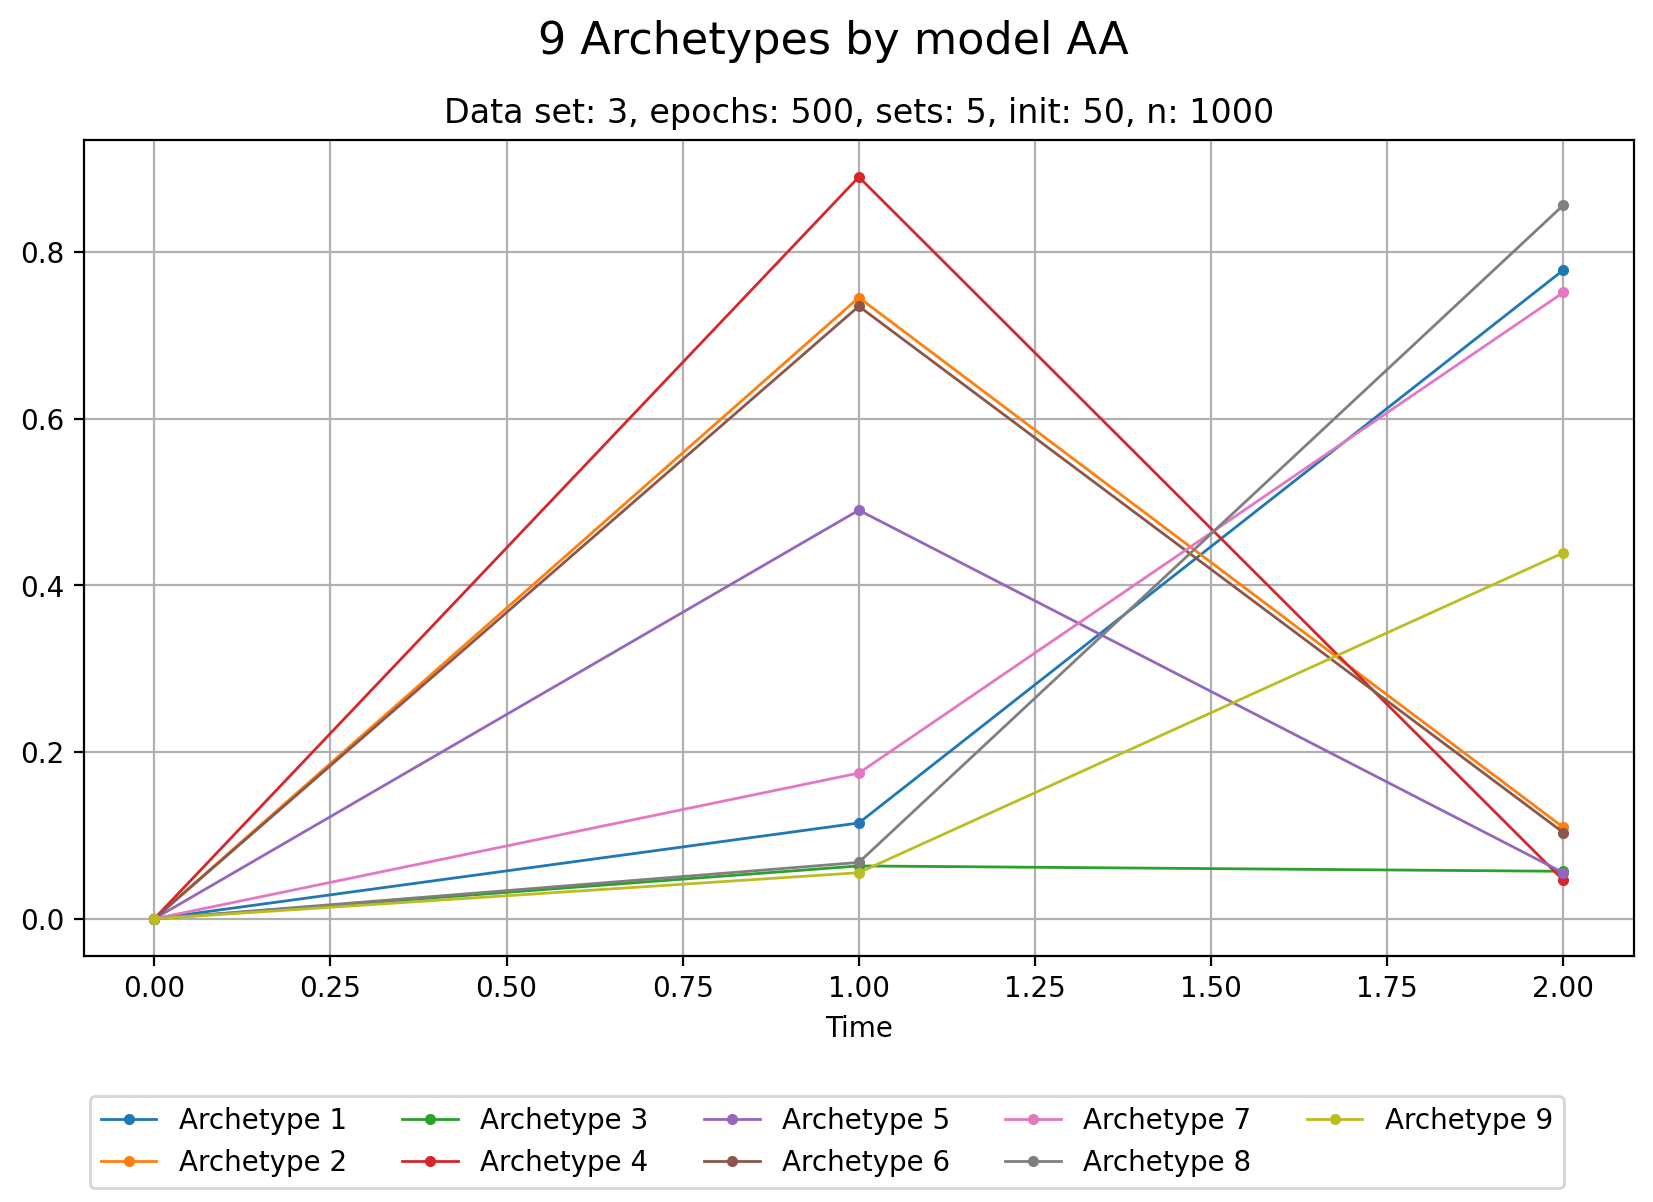 9 Archetypes by model AA
Data set: 3, epochs: 500, sets: 5, init: 50, n: 1000
0.8
0.6
0.4
0.2
0.0
0.00 0.25 0.50 0.75 1.00 1.25 1.50 1.75 2.00
Time
Archetype 1 Archetype 3 Archetype 5 Archetype 7 Archetype 9
Archetype 2 Archetype 4 Archetype 6 Archetype 8